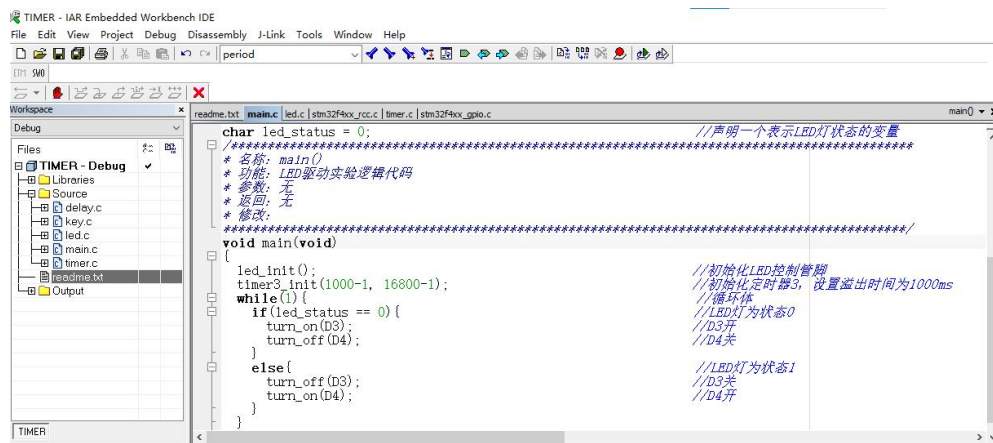 TIMER - IAR Embedded Workbench IDE
File Edit View Project Debug Disassembly J-Link Tools Window Help
period
ETM SWO
Workspace
readme.txt main.c led.c stm32f4xx_rcc.c timer.c stm32f4xx_gpio.c main()
Debug
Files
TIMER - Debug
Libraries
Source
delay.c
key.c
led.c
main.c
timer.c
readme.txt
Output
TIMER
char led_status = 0; //声明一个表示LED灯状态的变量
/*********************************************************************************************
* 名称：main()
* 功能：LED驱动实验逻辑代码
* 参数：无
* 返回：无
* 修改：
*********************************************************************************************/
void main(void)
{
led_init(); //初始化LED控制管脚
timer3_init(1000-1, 16800-1); //初始化定时器3，设置溢出时间为1000ms
while(1){ //循环体
if(led_status == 0){ //LED灯为状态0
turn_on(D3); //D3开
turn_off(D4); //D4关
}
else{ //LED灯为状态1
turn_off(D3); //D3关
turn_on(D4); //D4开
}
}